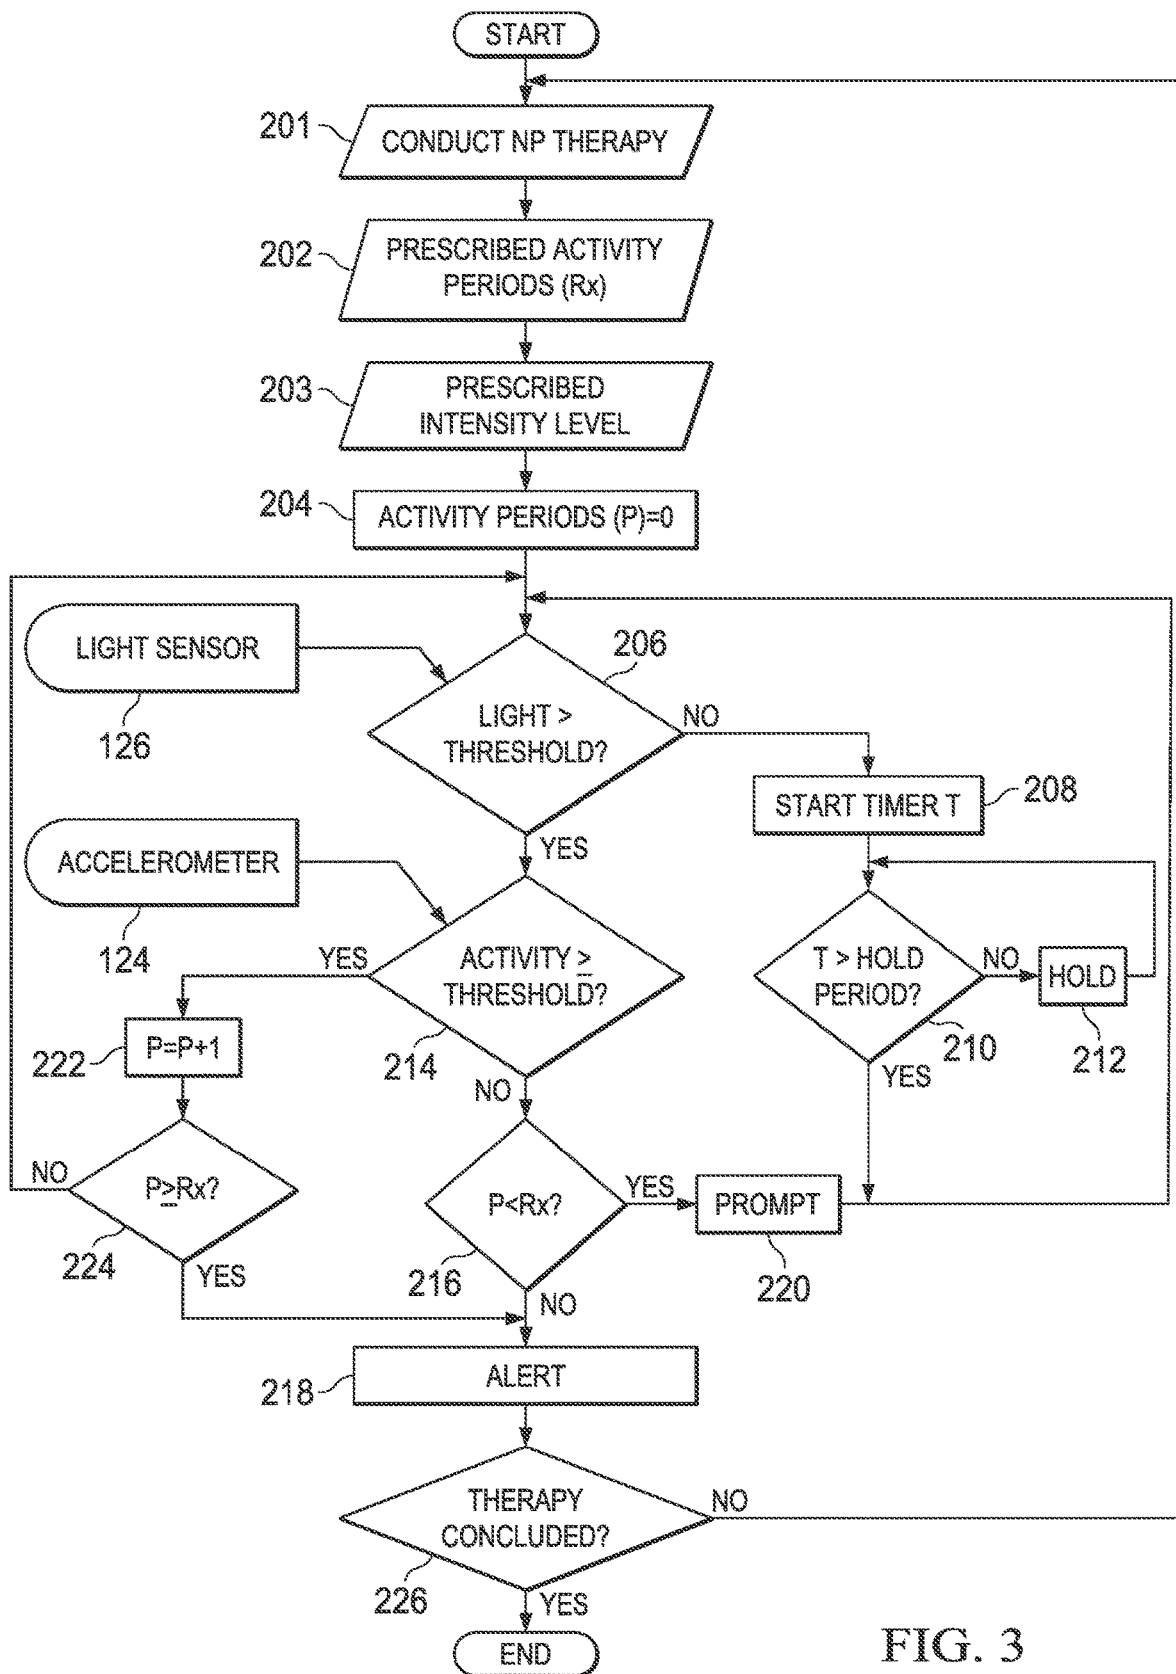 START
201
CONDUCT NP THERAPY
202
PRESCRIBED ACTIVITY
PERIODS (Rx)
203
PRESCRIBED
INTENSITY LEVEL
204
ACTIVITY PERIODS (P)=0
LIGHT SENSOR
126
206
LIGHT >
THRESHOLD?
NO
YES
START TIMER T
208
ACCELEROMETER
124
ACTIVITY ≥
THRESHOLD?
YES
214
NO
T > HOLD
PERIOD?
NO
HOLD
210
212
YES
222
P=P+1
NO
P≥Rx?
224
YES
P<Rx?
YES
216
NO
PROMPT
220
218
ALERT
THERAPY
CONCLUDED?
NO
226
YES
END
FIG. 3